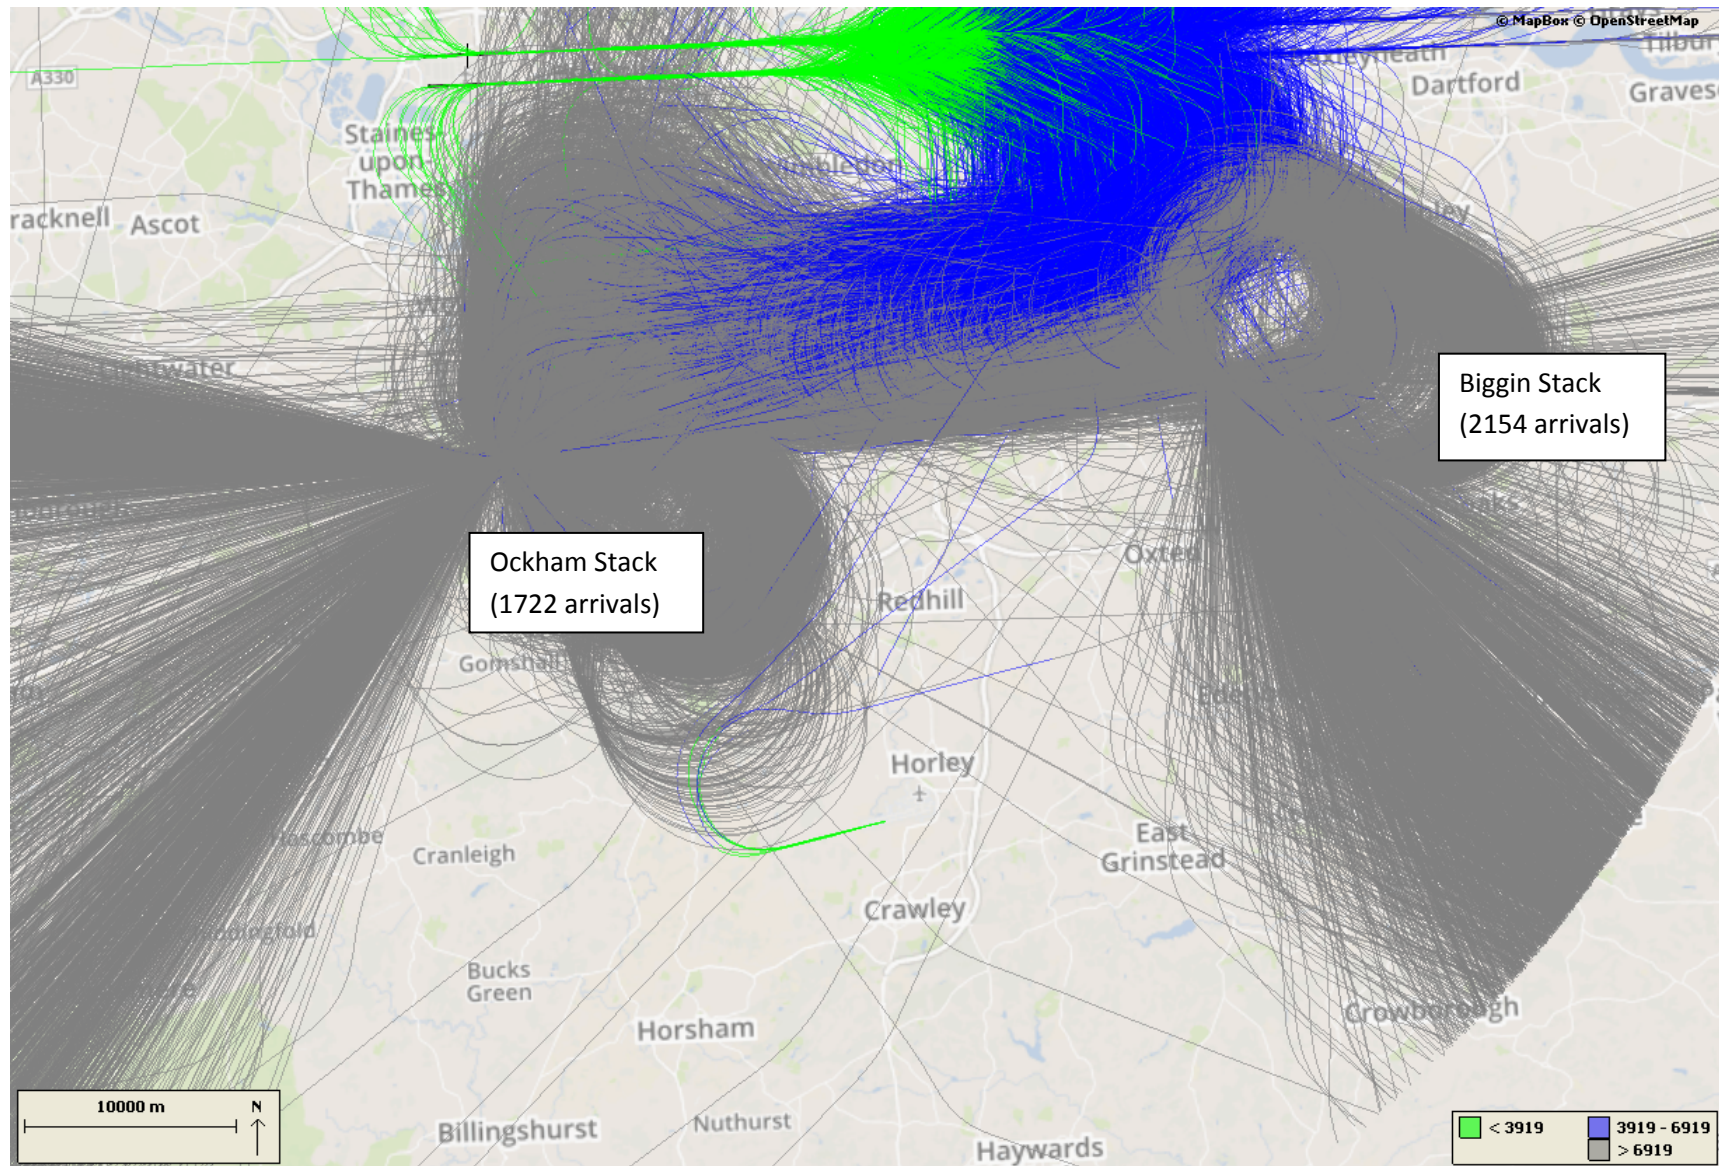 © MapBox © OpenStreetMap
A330
Dartford
Staines-
upon-
Thames
Wimbledon
Ascot
Biggin Stack
(2154 arrivals)
Ockham Stack
(1722 arrivals)
Oxted
Redhill
Gomshall
Horley
East
Grinstead
Cranleigh
Crawley
Bucks
Green
Crowborough
Horsham
10000 m
N
Billingshurst
Nuthurst
Haywards
< 3919
3919 - 6919
> 6919